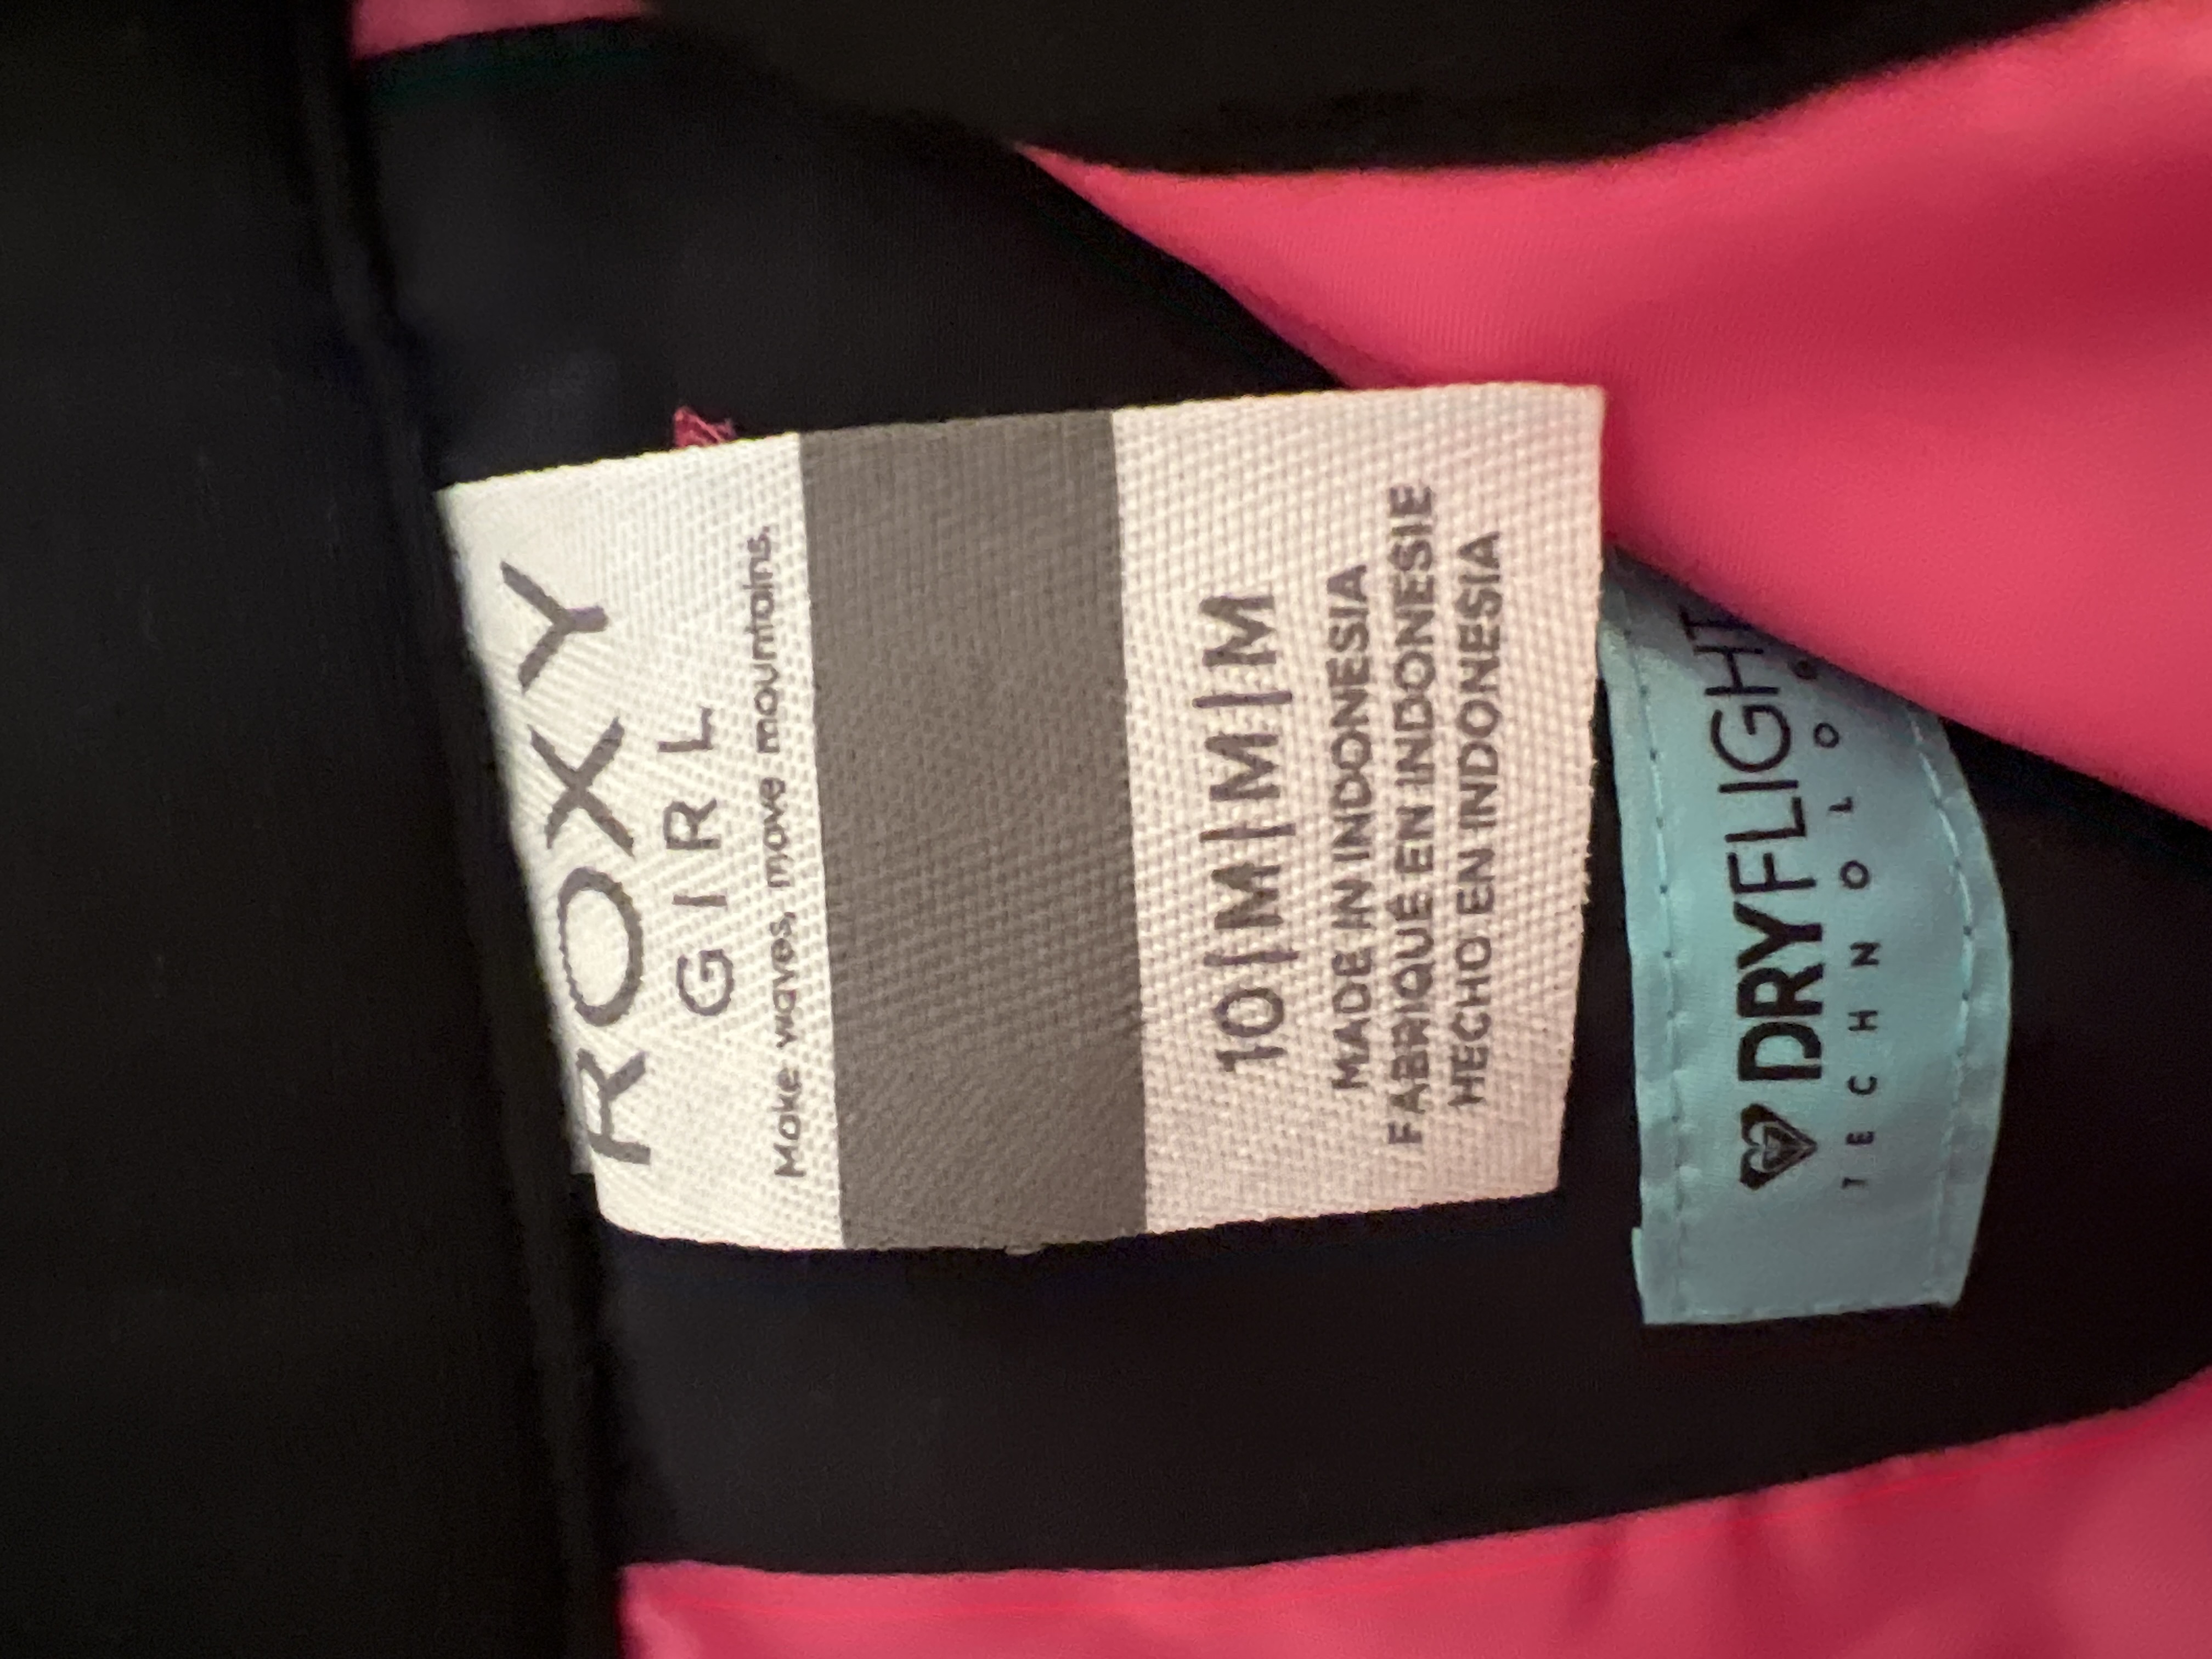 ROXY
GIRL
Make waves, move mountains.
10|M|M|M
MADE IN INDONESIA
FABRIQUÉ EN INDONESIE
HECHO EN INDONESIA
DRYFLIGHT
TECHNOLO